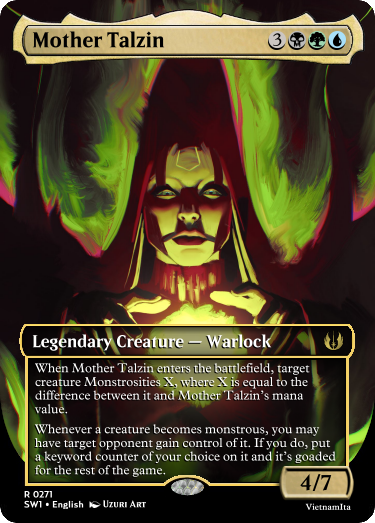 Mother Talzin
3
Legendary Creature — Warlock
When Mother Talzin enters the battlefield, target
creature Monstrosities X, where X is equal to the
difference between it and Mother Talzin's mana
value.
Whenever a creature becomes monstrous, you may
have target opponent gain control of it. If you do, put
a keyword counter of your choice on it and it's goaded
for the rest of the game.
4/7
R 0271
SW1 • English Uzuri Art
VietnamIta